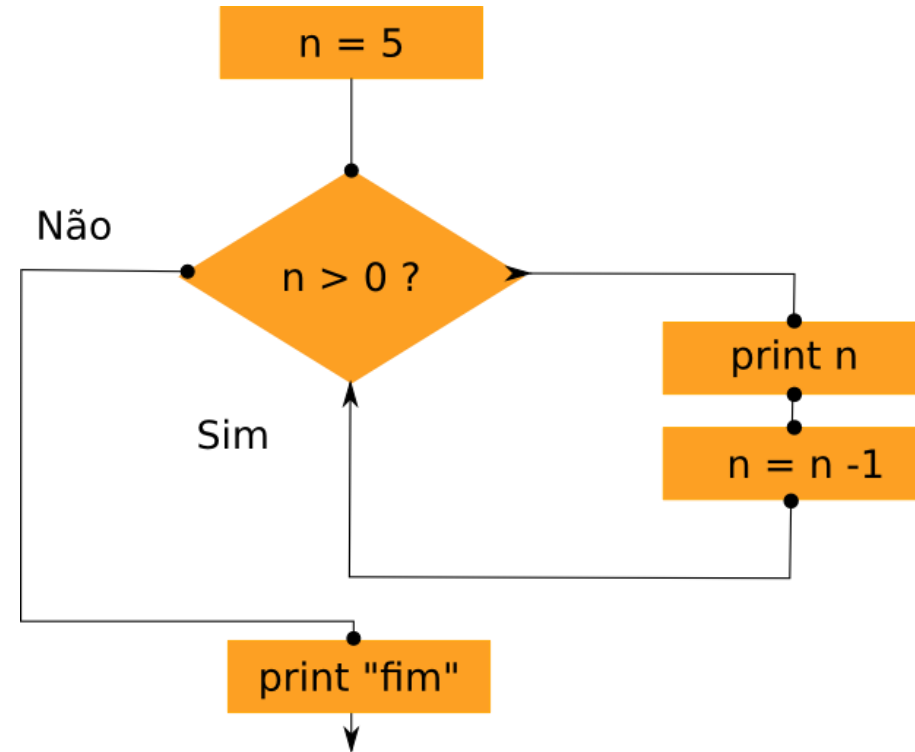 n = 5
Não
n > 0 ?
print n
Sim
n = n -1
print "fim"